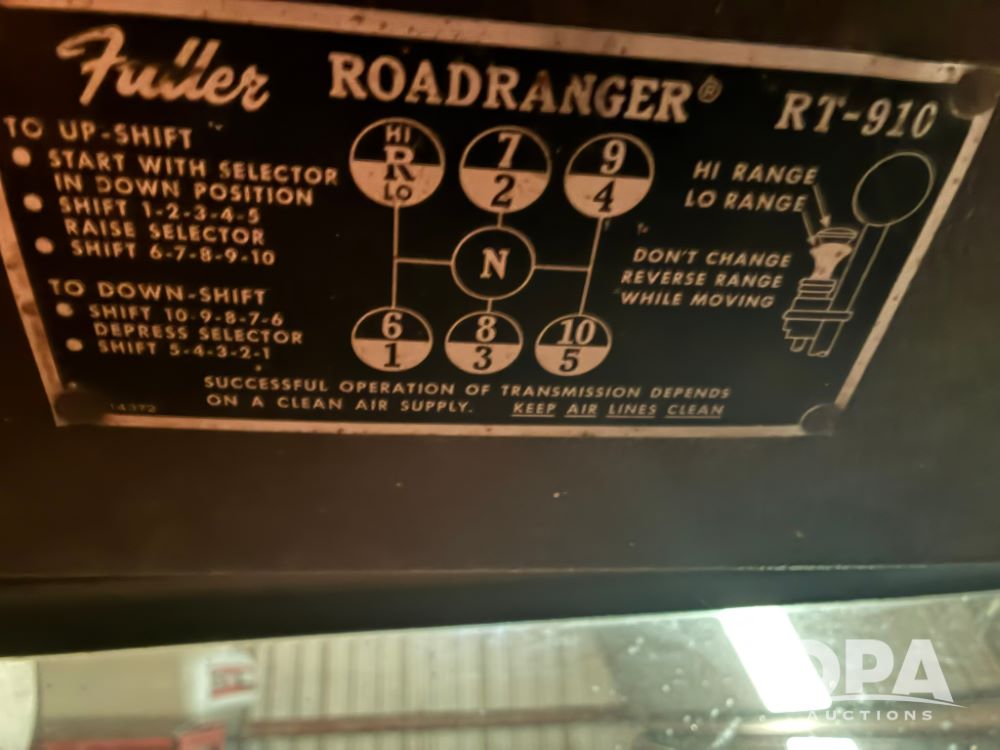 Fuller ROADRANGER® RT-910
TO UP-SHIFT
• START WITH SELECTOR
IN DOWN POSITION
• SHIFT 1-2-3-4-5
RAISE SELECTOR
• SHIFT 6-7-8-9-10
TO DOWN-SHIFT
• SHIFT 10-9-8-7-6
DEPRESS SELECTOR
• SHIFT 5-4-3-2-1
HI
R
LO
7
2
9
4
N
6
1
8
3
10
5
HI RANGE
LO RANGE
DON'T CHANGE
REVERSE RANGE
WHILE MOVING
SUCCESSFUL OPERATION OF TRANSMISSION DEPENDS
ON A CLEAN AIR SUPPLY. KEEP AIR LINES CLEAN
14372
OPA
AUCTIONS